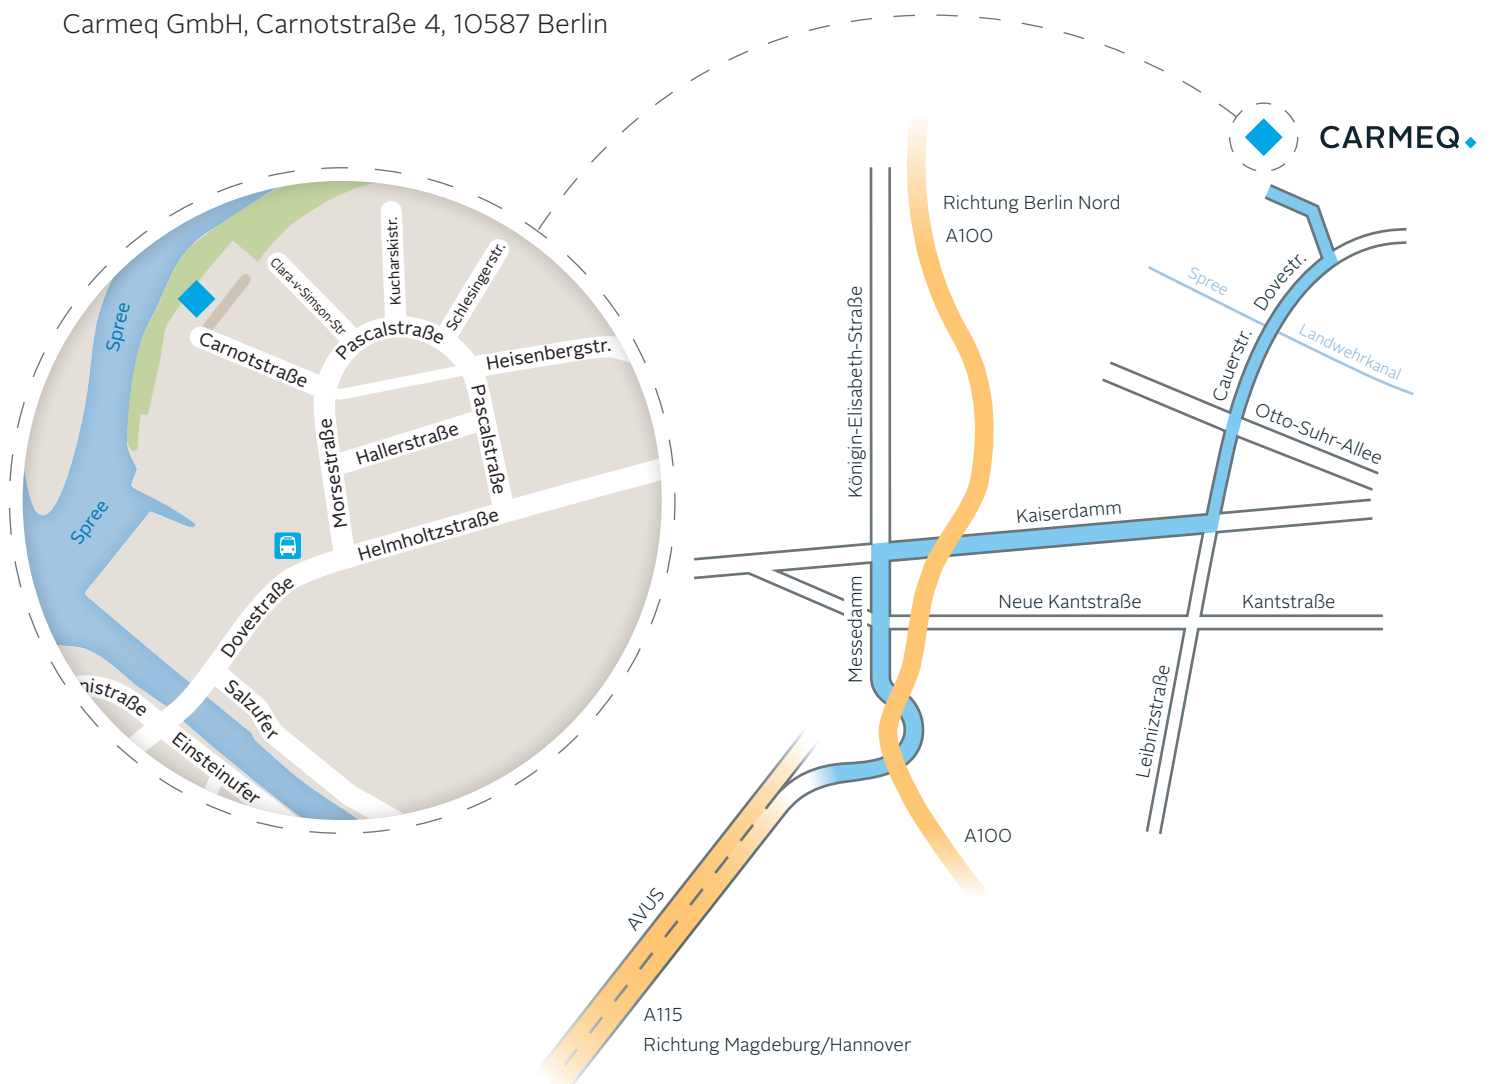 Carmeq GmbH, Carnotstraße 4, 10587 Berlin
CARMEQ
Richtung Berlin Nord
A100
Königin-Elisabeth-Straße
Spree
Landwehrkanal
Dovestr.
Cauerstr.
Otto-Suhr-Allee
Kaiserdamm
Messedamm
Neue Kantstraße
Kantstraße
Leibnizstraße
A100
AVUS
A115
Richtung Magdeburg/Hannover
Spree
Spree
Clara-v-Simson-Str
Kucharskistr.
Schlesingerstr.
Carnotstraße
Pascalstraße
Heisenbergstr.
Pascalstraße
Hallerstraße
Morsestraße
Helmholtzstraße
Dovestraße
Salzufer
nistraße
Einsteinufer